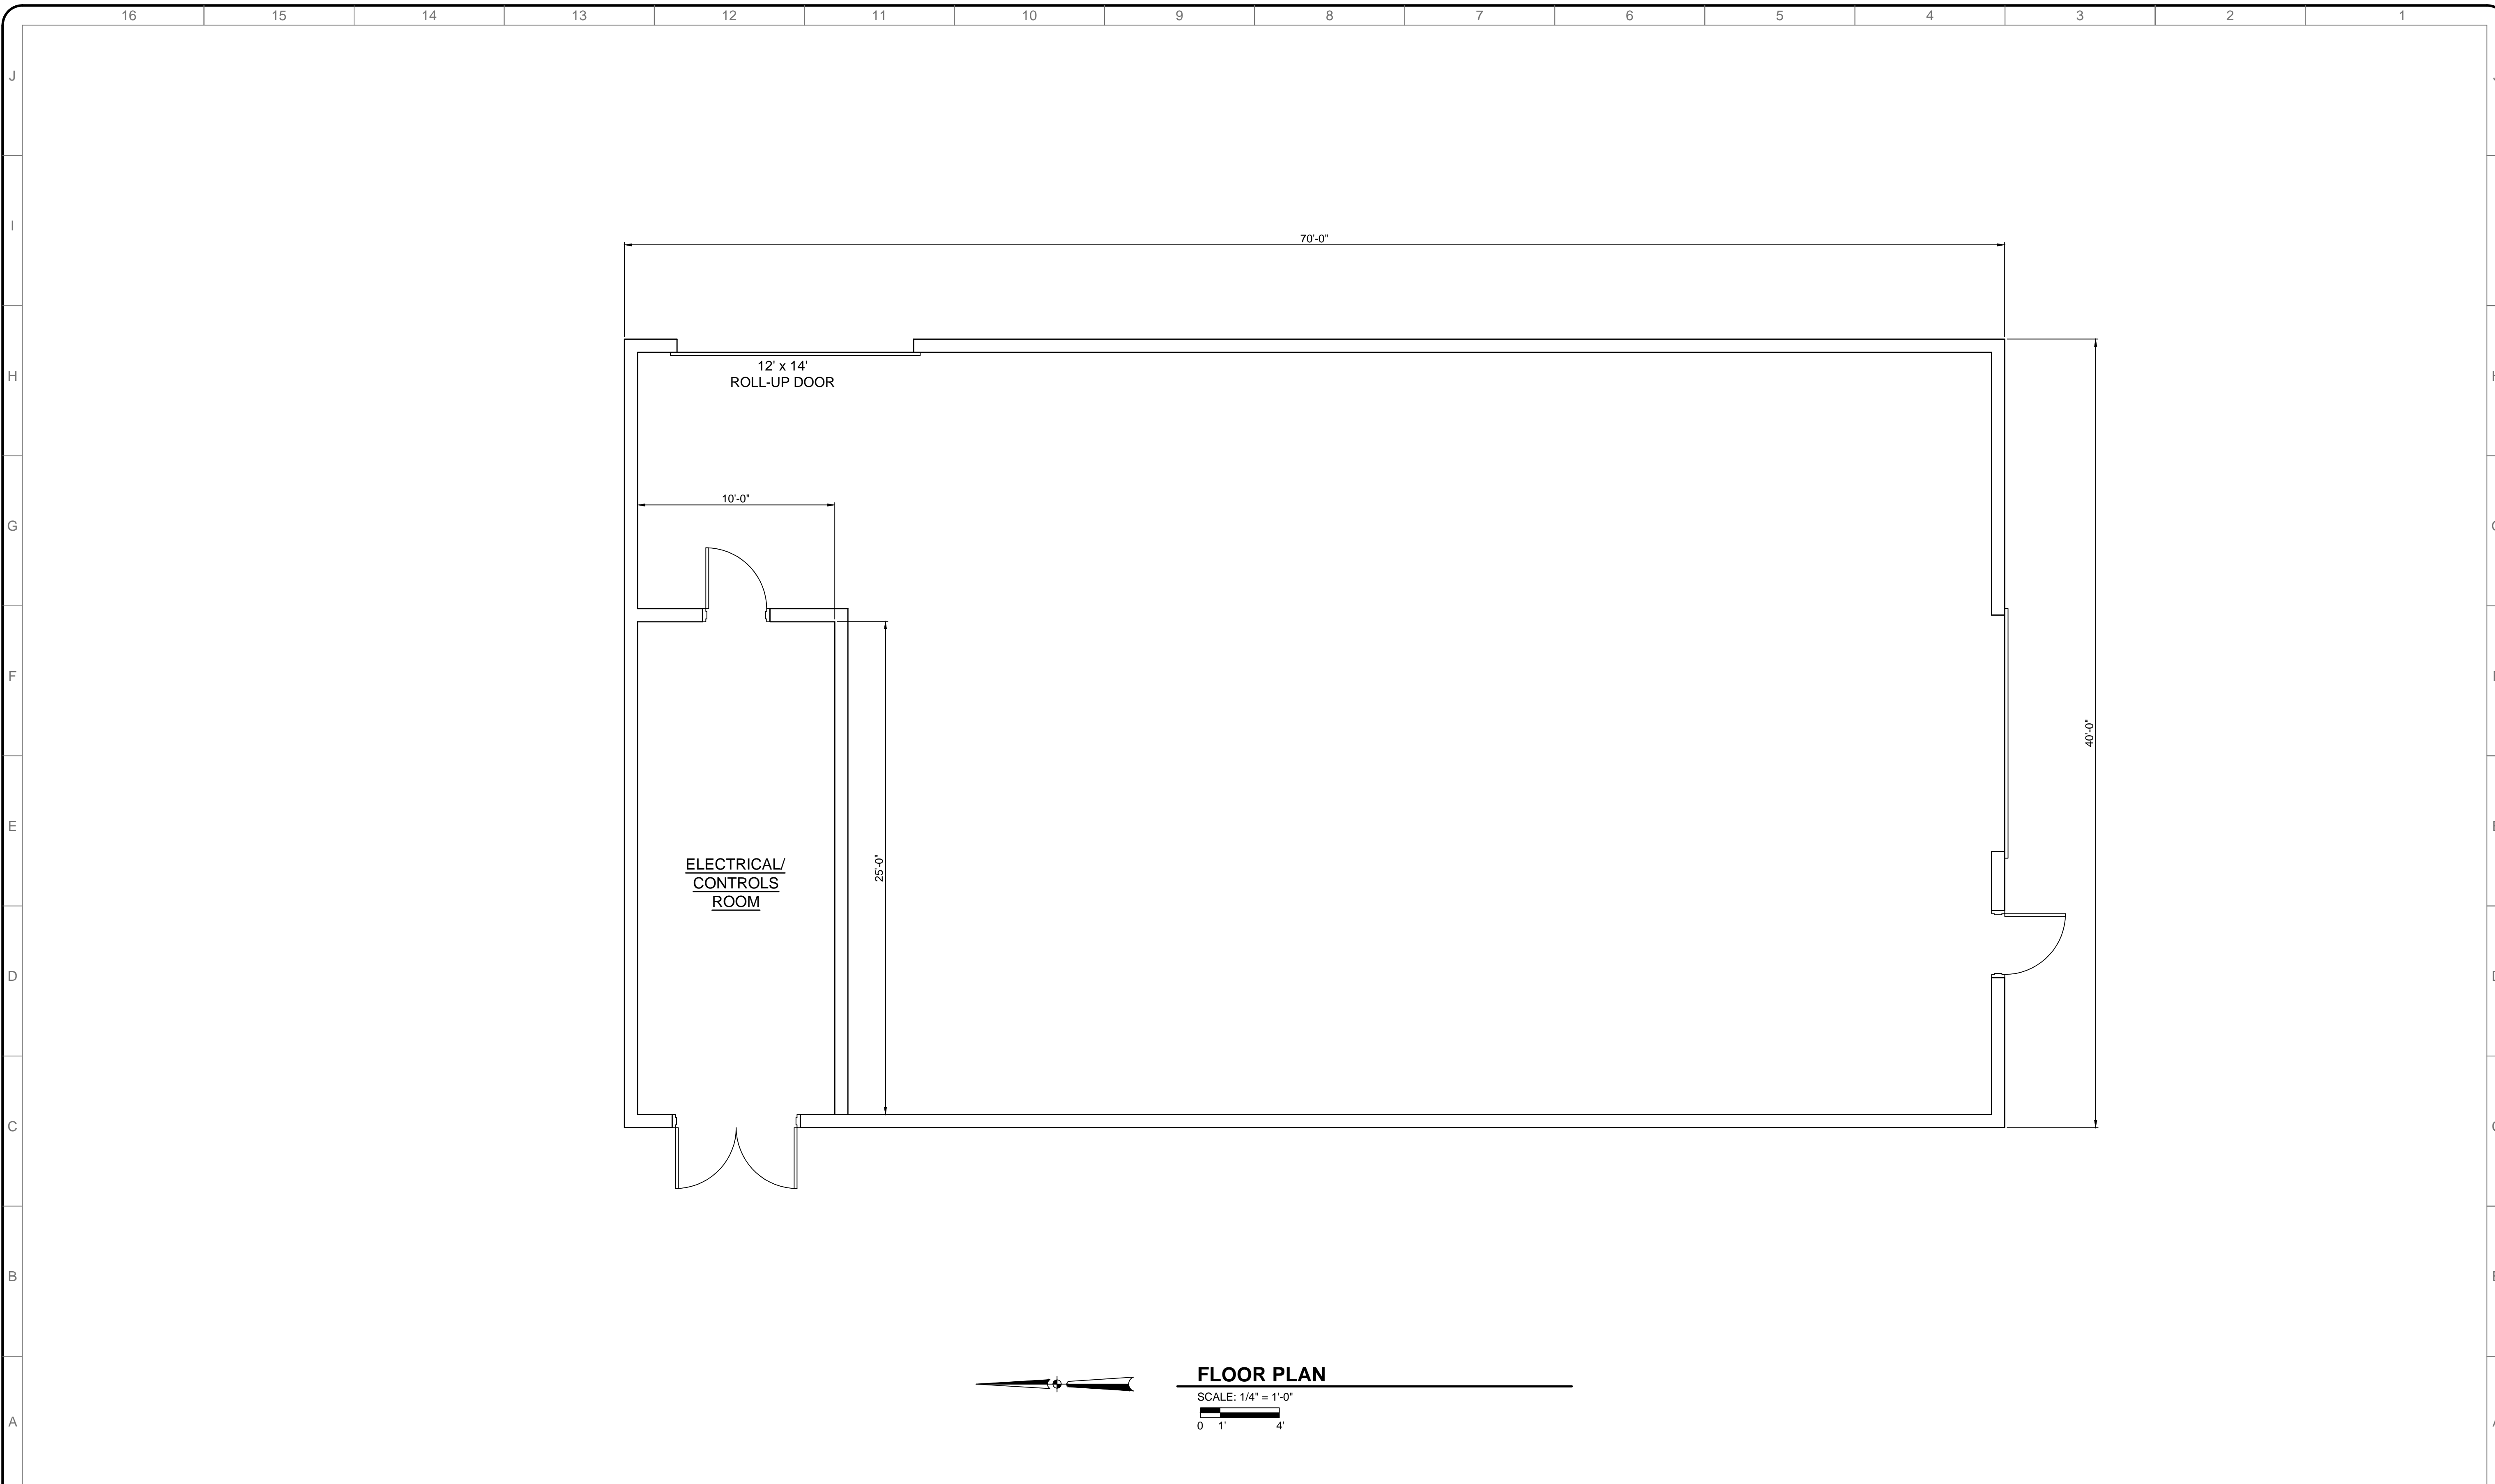 16 15 14 13 12 11 10 9 8 7 6 5 4 3 2 1
J
I
H
G
F
E
D
C
B
A
70'-0"
12' x 14'
ROLL-UP DOOR
10'-0"
40'-0"
25'-0"
ELECTRICAL/
CONTROLS
ROOM
FLOOR PLAN
SCALE: 1/4" = 1'-0"
0 1' 4'